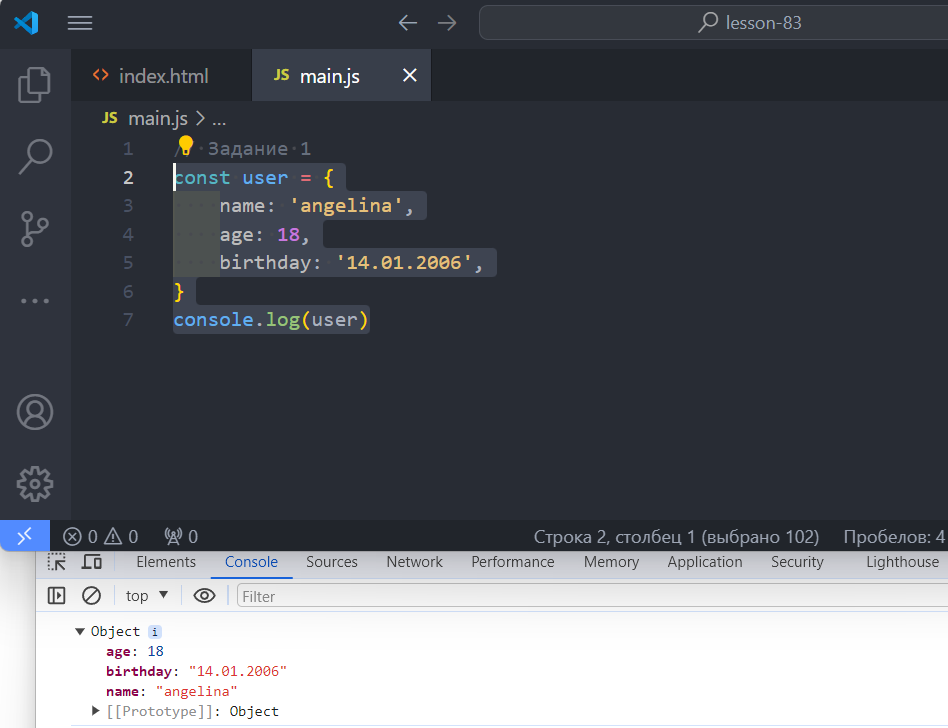 lesson-83
index.html
JS main.js
JS main.js > ...
1 / Задание 1
2 const user = {
3 name: 'angelina',
4 age: 18,
5 birthday: '14.01.2006',
6 }
7 console.log(user)
0 0 0 Строка 2, столбец 1 (выбрано 102) Пробелов: 4
Elements Console Sources Network Performance Memory Application Security Lighthouse
top Filter
Object i
age: 18
birthday: "14.01.2006"
name: "angelina"
[[Prototype]]: Object